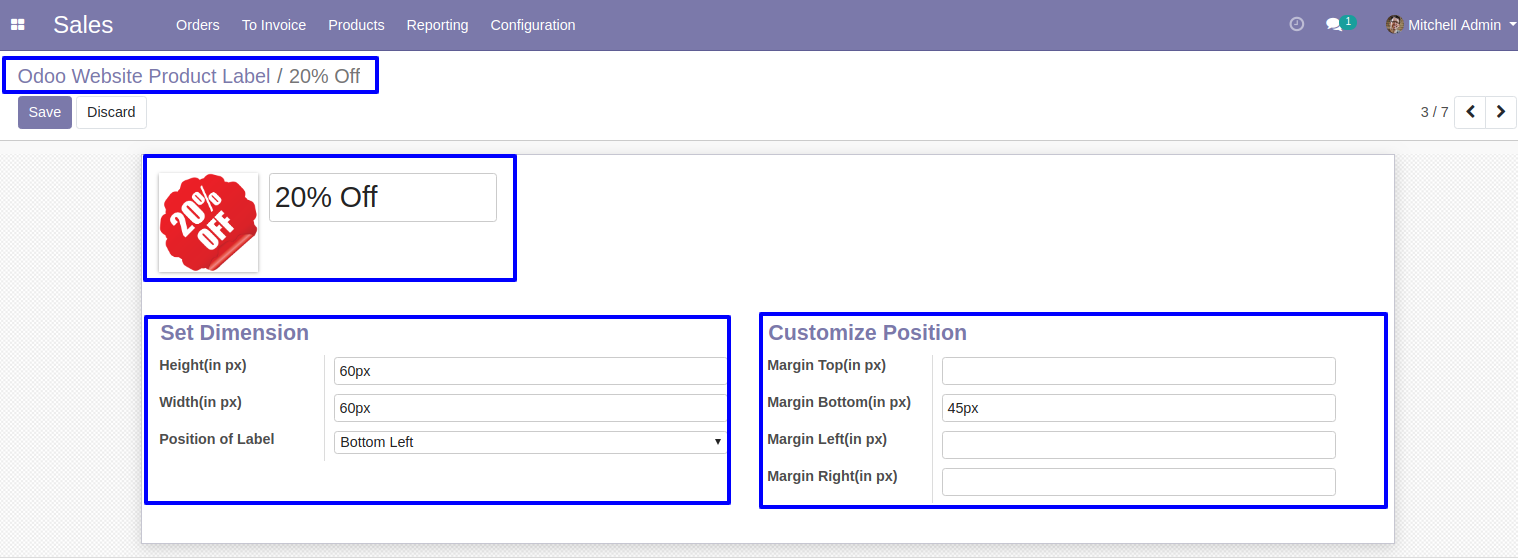 Sales Orders To Invoice Products Reporting Configuration 1 Mitchell Admin
Odoo Website Product Label / 20% Off
Save Discard 3 / 7
20% OFF
20% Off
Set Dimension
Height(in px) 60px
Width(in px) 60px
Position of Label Bottom Left
Customize Position
Margin Top(in px)
Margin Bottom(in px) 45px
Margin Left(in px)
Margin Right(in px)